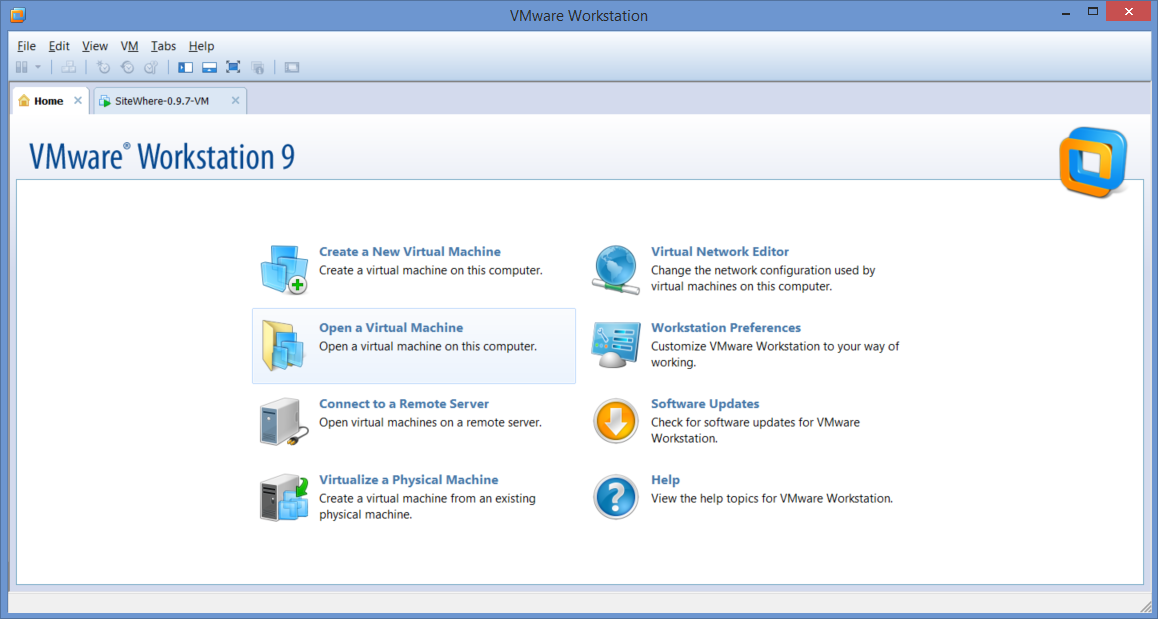 VMware Workstation
File Edit View VM Tabs Help
Home SiteWhere-0.9.7-VM
VMware® Workstation 9
Create a New Virtual Machine
Create a virtual machine on this computer.
Open a Virtual Machine
Open a virtual machine on this computer.
Connect to a Remote Server
Open virtual machines on a remote server.
Virtualize a Physical Machine
Create a virtual machine from an existing
physical machine.
Virtual Network Editor
Change the network configuration used by
virtual machines on this computer.
Workstation Preferences
Customize VMware Workstation to your way of
working.
Software Updates
Check for software updates for VMware
Workstation.
Help
View the help topics for VMware Workstation.